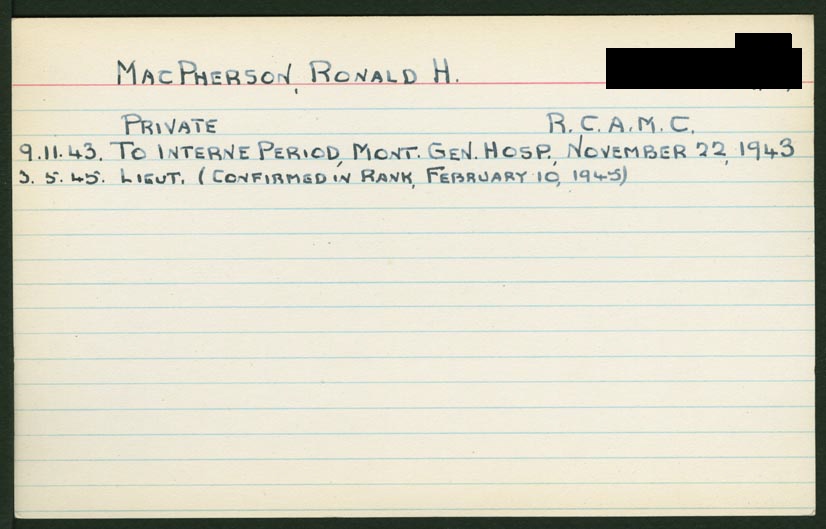 MacPherson, Ronald H.
Private R.C.A.M.C.
9.11.43. To Interne Period, Mont. Gen. Hosp., November 22, 1943
3. 5. 45. Lieut. (Confirmed in Rank, February 10, 1945)